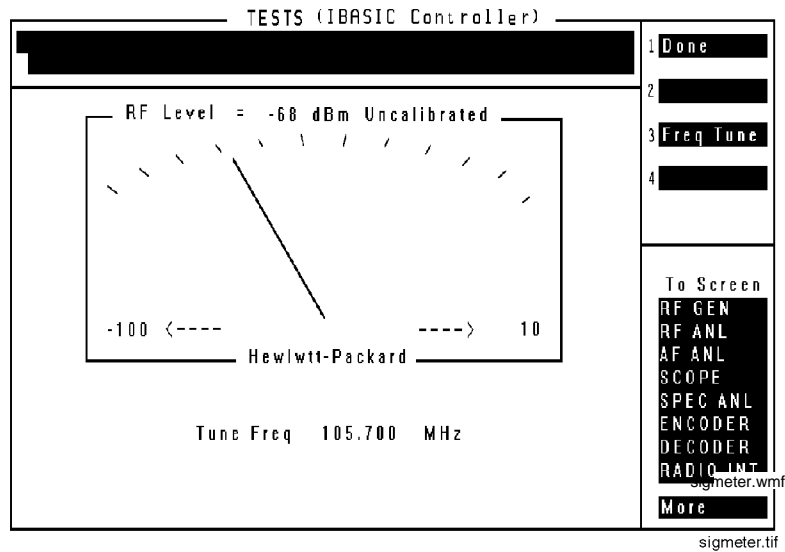 TESTS (IBASIC Controller)
1 Done
2
3 Freq Tune
4
RF Level = -68 dBm Uncalibrated
-100 <---- ----> 10
Hewlwtt-Packard
Tune Freq 105.700 MHz
To Screen
RF GEN
RF ANL
AF ANL
SCOPE
SPEC ANL
ENCODER
DECODER
RADIO INT
sigmeter.wmf
More
sigmeter.tif